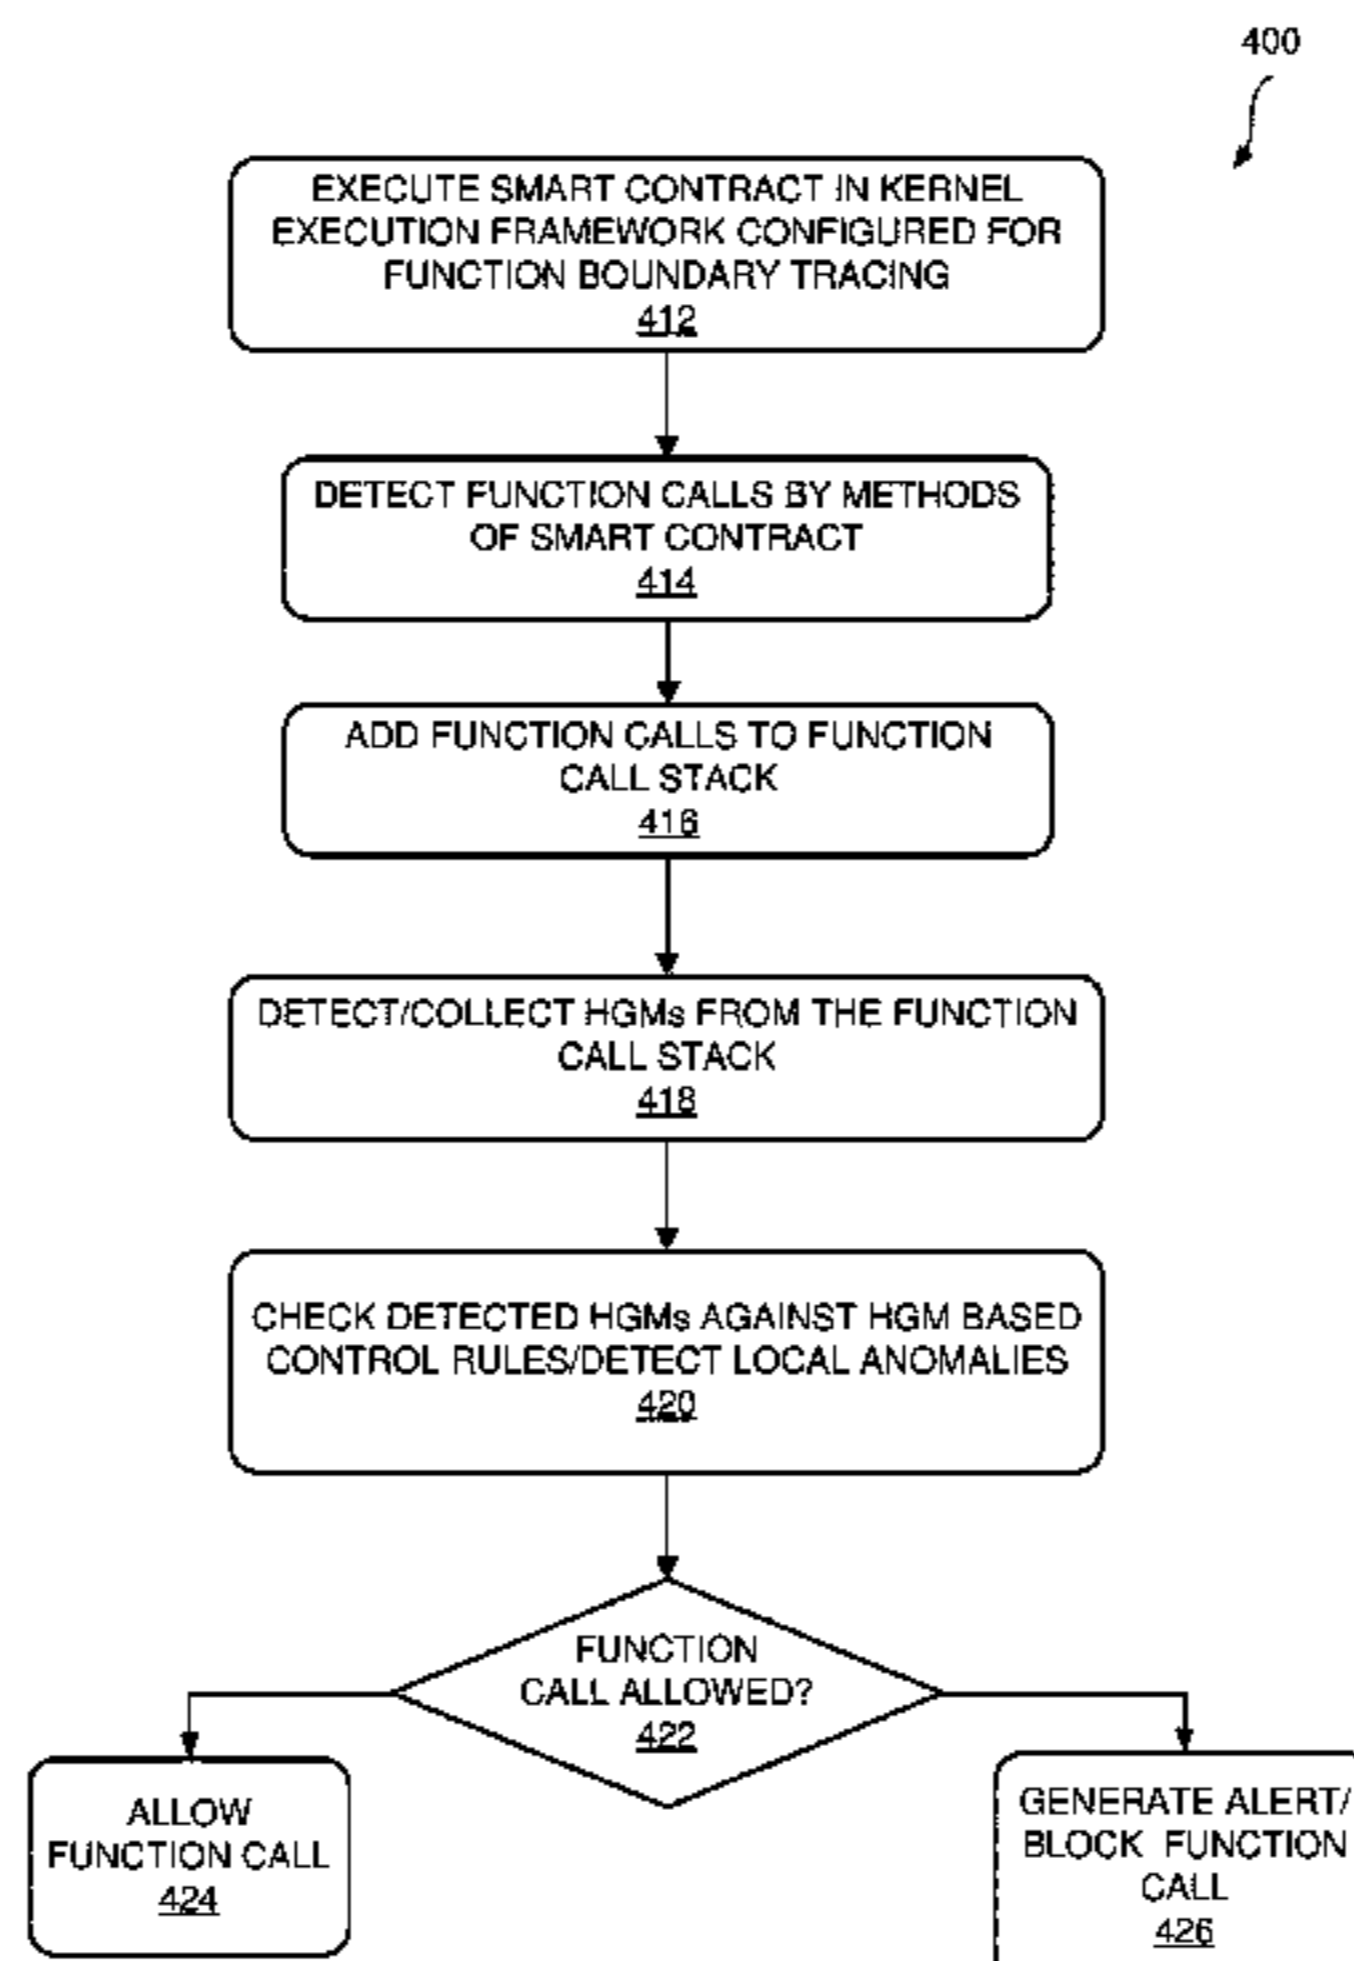 400
EXECUTE SMART CONTRACT IN KERNEL
EXECUTION FRAMEWORK CONFIGURED FOR
FUNCTION BOUNDARY TRACING
412
DETECT FUNCTION CALLS BY METHODS
OF SMART CONTRACT
414
ADD FUNCTION CALLS TO FUNCTION
CALL STACK
416
DETECT/COLLECT HGMs FROM THE FUNCTION
CALL STACK
418
CHECK DETECTED HGMs AGAINST HGM BASED
CONTROL RULES/DETECT LOCAL ANOMALIES
420
FUNCTION
CALL ALLOWED?
422
ALLOW
FUNCTION CALL
424
GENERATE ALERT/
BLOCK FUNCTION
CALL
426